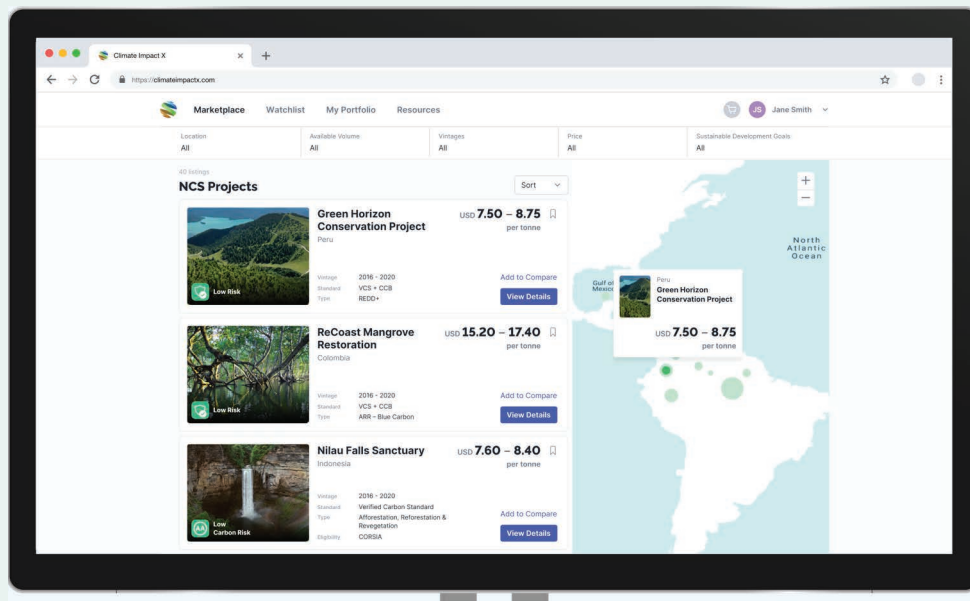 Climate Impact X
https://climateimpactx.com
Marketplace Watchlist My Portfolio Resources JS Jane Smith
Location Available Volume Vintages Price Sustainable Development Goals
All All All All All
40 listings
NCS Projects Sort
Green Horizon
Conservation Project
Peru
USD 7.50 – 8.75
per tonne
Vintage 2016 - 2020
Standard VCS + CCB
Type REDD+
Add to Compare
View Details
Low Risk
ReCoast Mangrove
Restoration
Colombia
USD 15.20 – 17.40
per tonne
Vintage 2016 - 2020
Standard VCS + CCB
Type ARR – Blue Carbon
Add to Compare
View Details
Low Risk
Nilau Falls Sanctuary
Indonesia
USD 7.60 – 8.40
per tonne
Vintage 2016 - 2020
Standard Verified Carbon Standard
Type Afforestation, Reforestation &
Revegetation
Eligibility CORSIA
Add to Compare
View Details
AA
Low
Carbon Risk
North
Atlantic
Ocean
Gulf of
Mexico
Peru
Green Horizon
Conservation Project
USD 7.50 – 8.75
per tonne